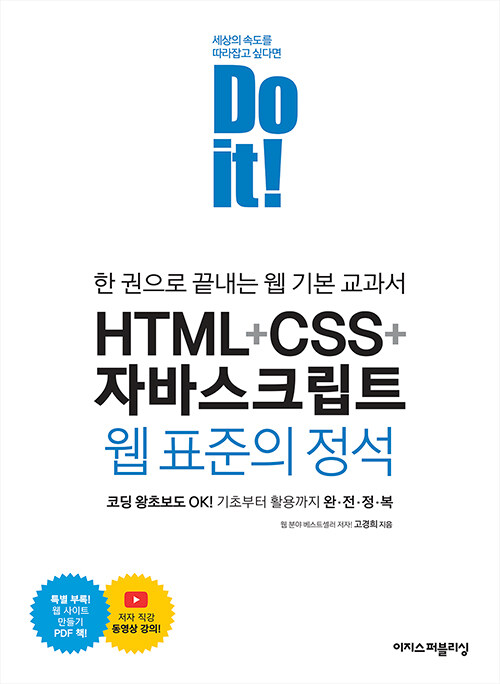 세상의 속도를
따라잡고 싶다면
Do
it!
한 권으로 끝내는 웹 기본 교과서
HTML+CSS+
자바스크립트
웹 표준의 정석
코딩 왕초보도 OK! 기초부터 활용까지 완·전·정·복
웹 분야 베스트셀러 저자! 고경희 지음
특별 부록!
웹 사이트
만들기
PDF 책!
저자 직강
동영상 강의!
이지스퍼블리싱